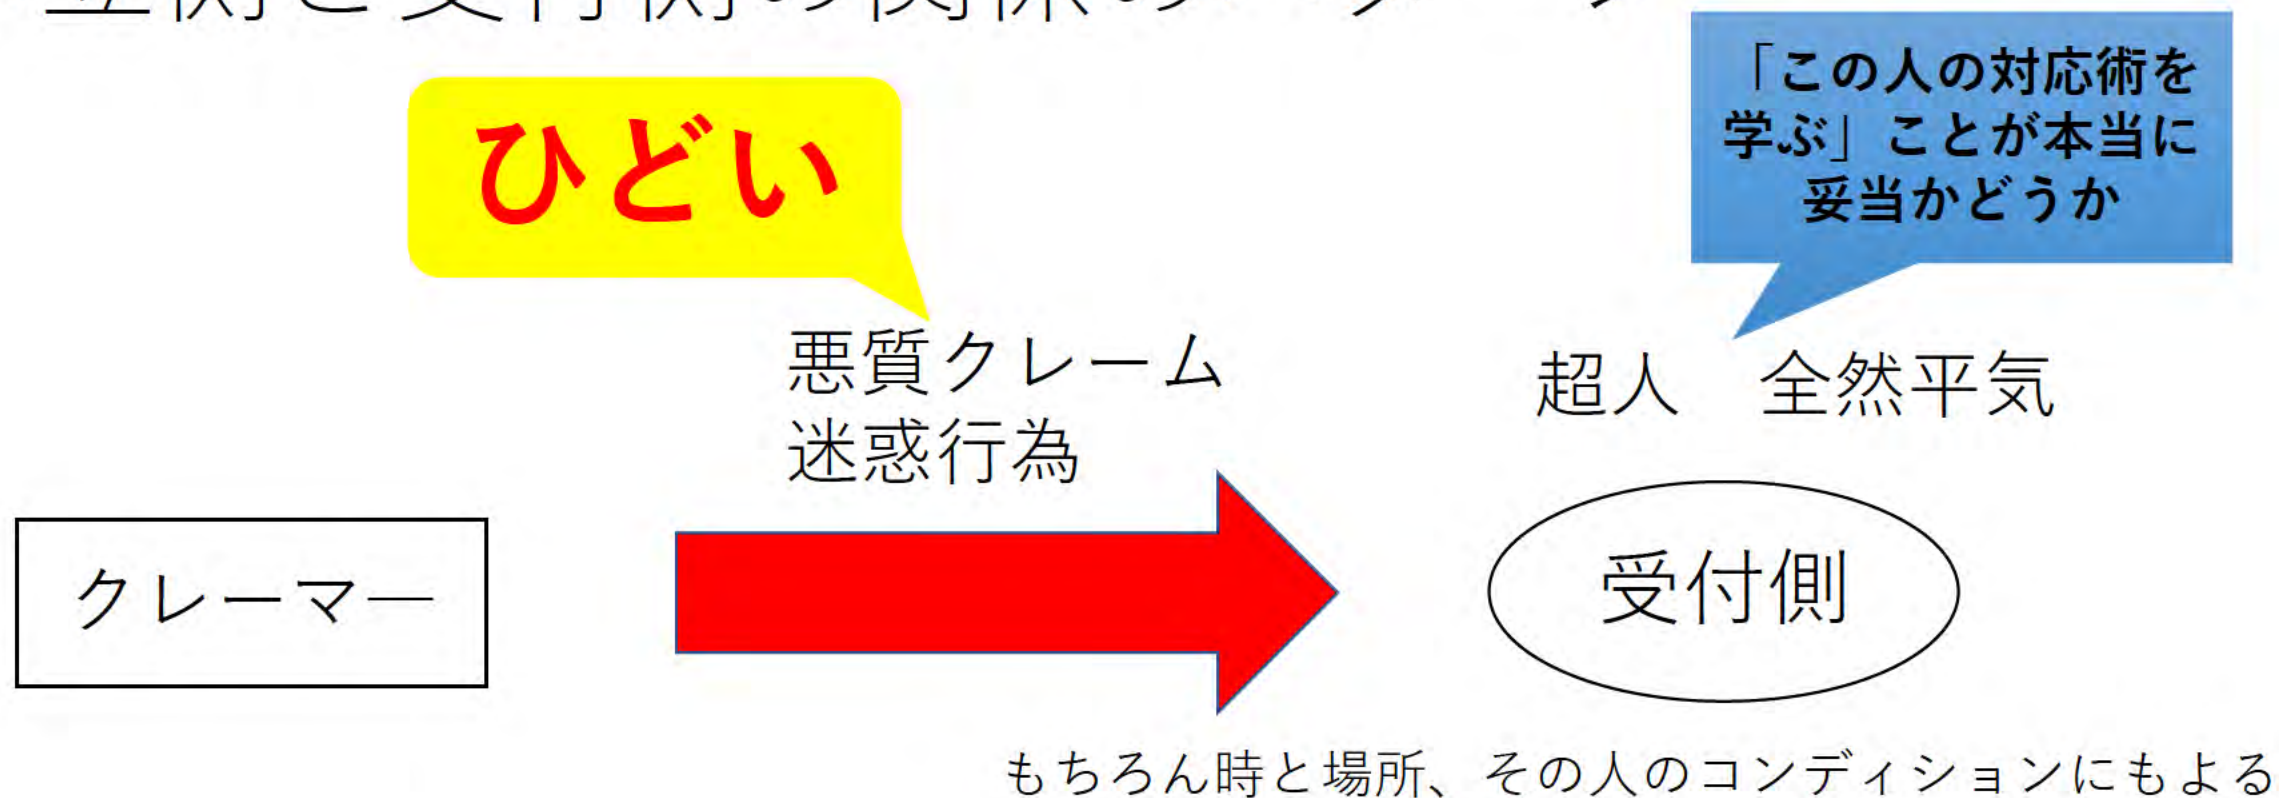 「この人の対応術を
学ぶ」ことが本当に
妥当かどうか
ひどい
悪質クレーム
迷惑行為
超人　全然平気
クレーマー
受付側
もちろん時と場所、その人のコンディションにもよる